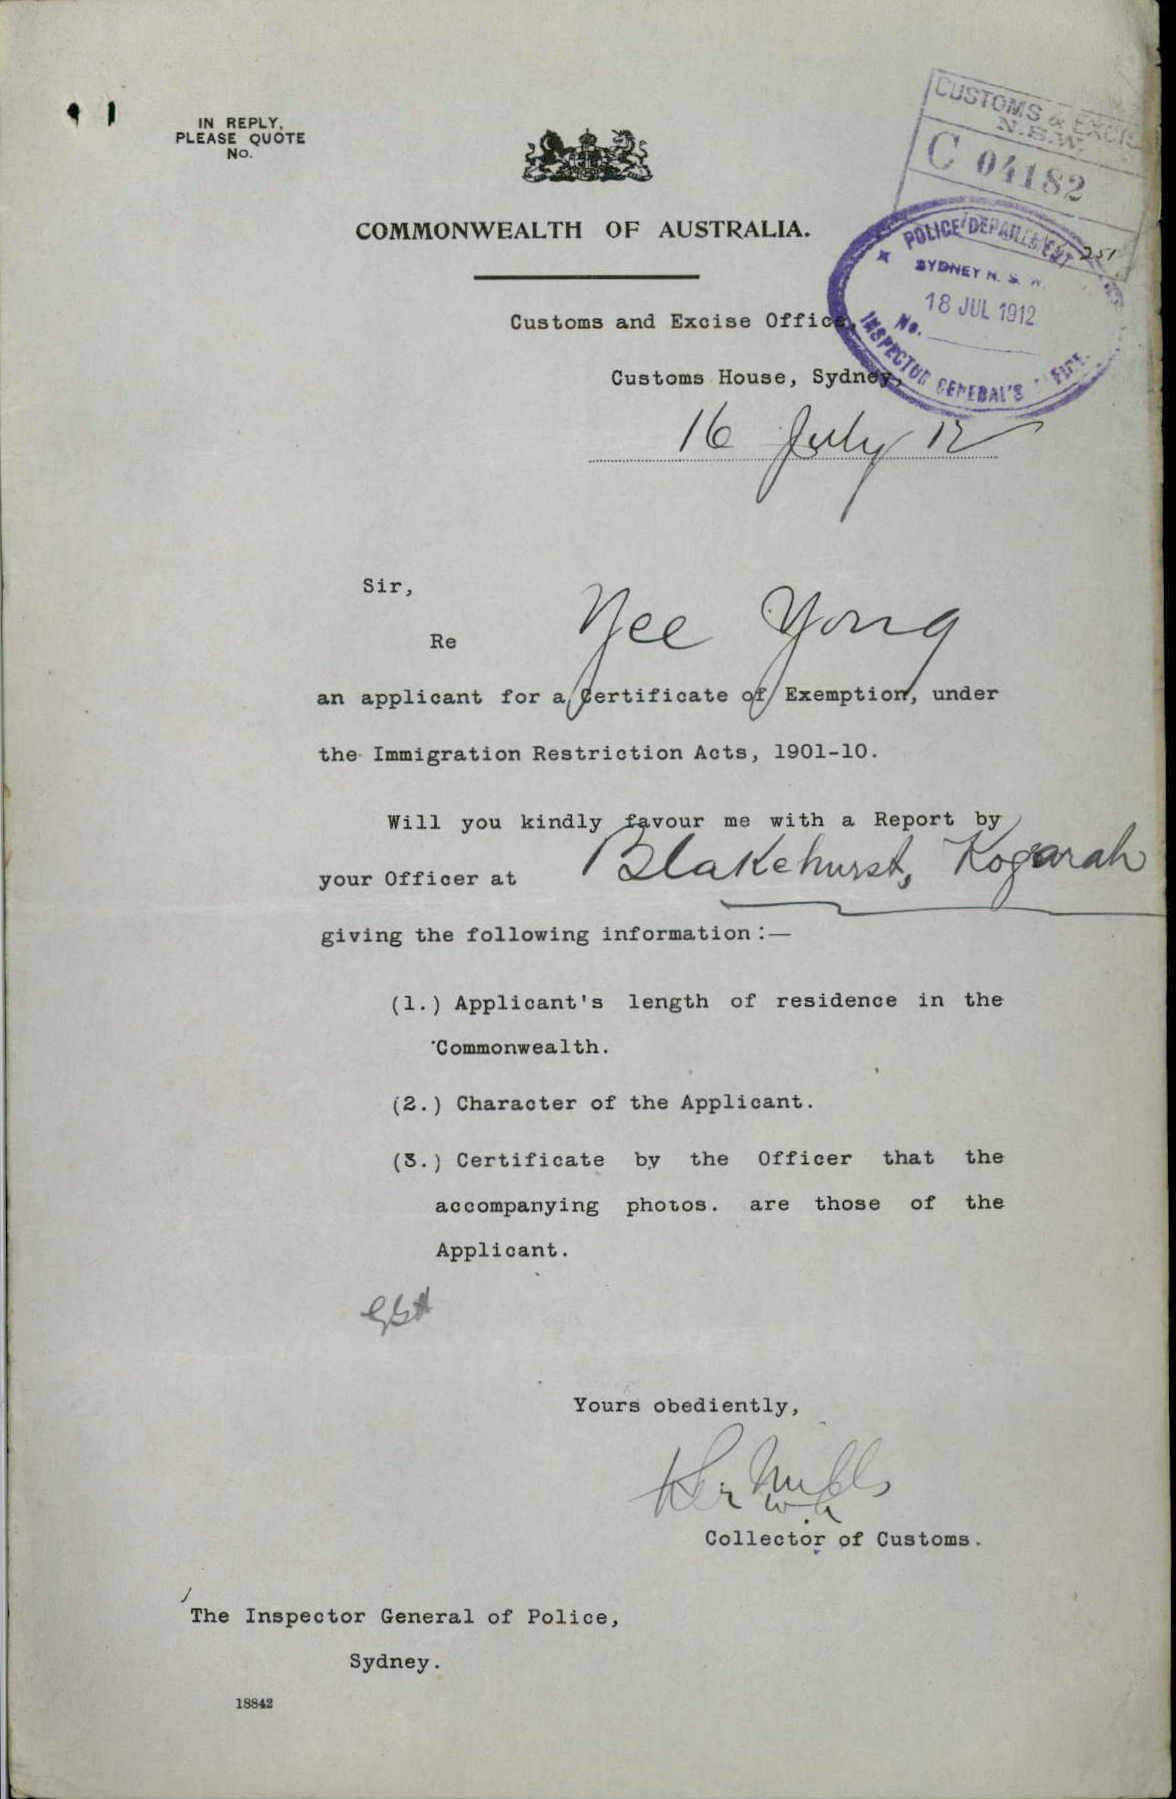 IN REPLY,
PLEASE QUOTE
No.
CUSTOMS & EXCIS
N.S.W.
C 04182
COMMONWEALTH OF AUSTRALIA.
POLICE DEPARTMENT
251
SYDNEY N. S. W.
18 JUL 1912
No.
INSPECTOR GENERAL'S OFFICE.
Customs and Excise Office,
Customs House, Sydney,
16 July 12
Sir,
Re Yee Yong
an applicant for a Certificate of Exemption, under
the Immigration Restriction Acts, 1901-10.
Will you kindly favour me with a Report by
your Officer at Blakehurst, Kogarah
giving the following information:—
(1.) Applicant's length of residence in the
Commonwealth.
(2.) Character of the Applicant.
(3.) Certificate by the Officer that the
accompanying photos. are those of the
Applicant.
Yours obediently,
Collector of Customs.
The Inspector General of Police,
Sydney.
18842